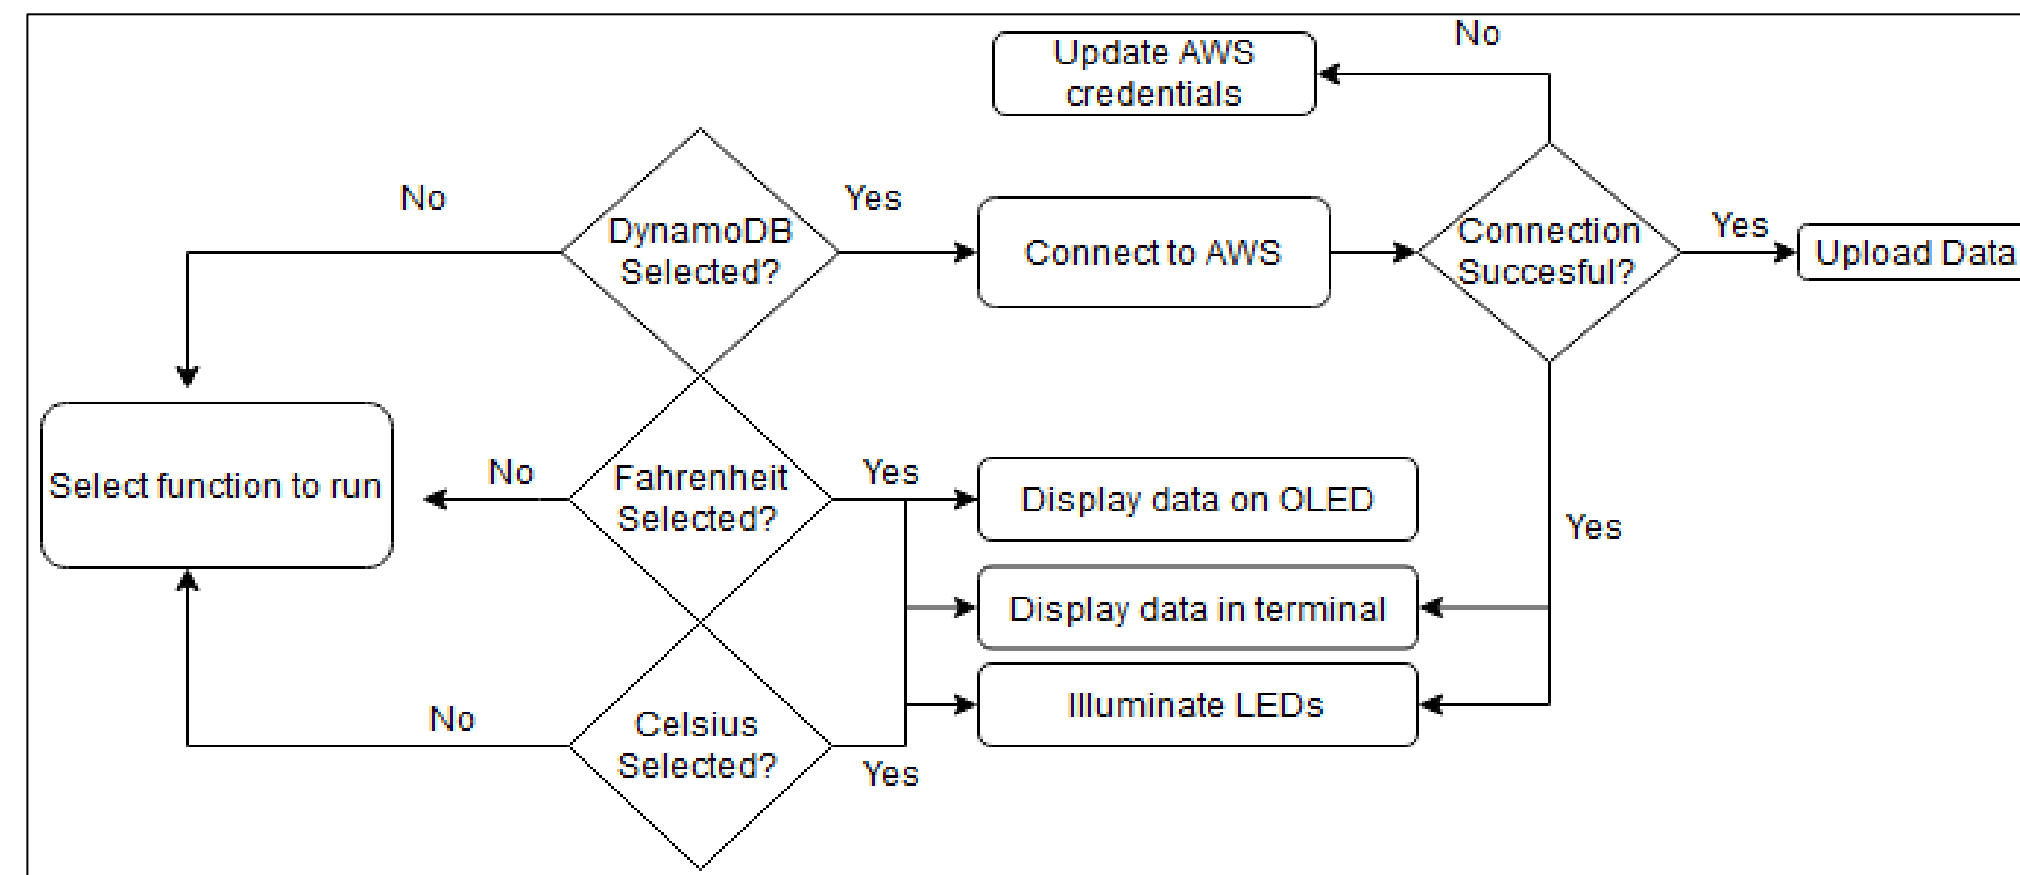 No
Update AWS
credentials
No
Yes
DynamoDB
Selected?
Connect to AWS
Connection
Succesful?
Yes
Upload Data
Select function to run
No
Fahrenheit
Selected?
Yes
Display data on OLED
Yes
Display data in terminal
Illuminate LEDs
No
Celsius
Selected?
Yes